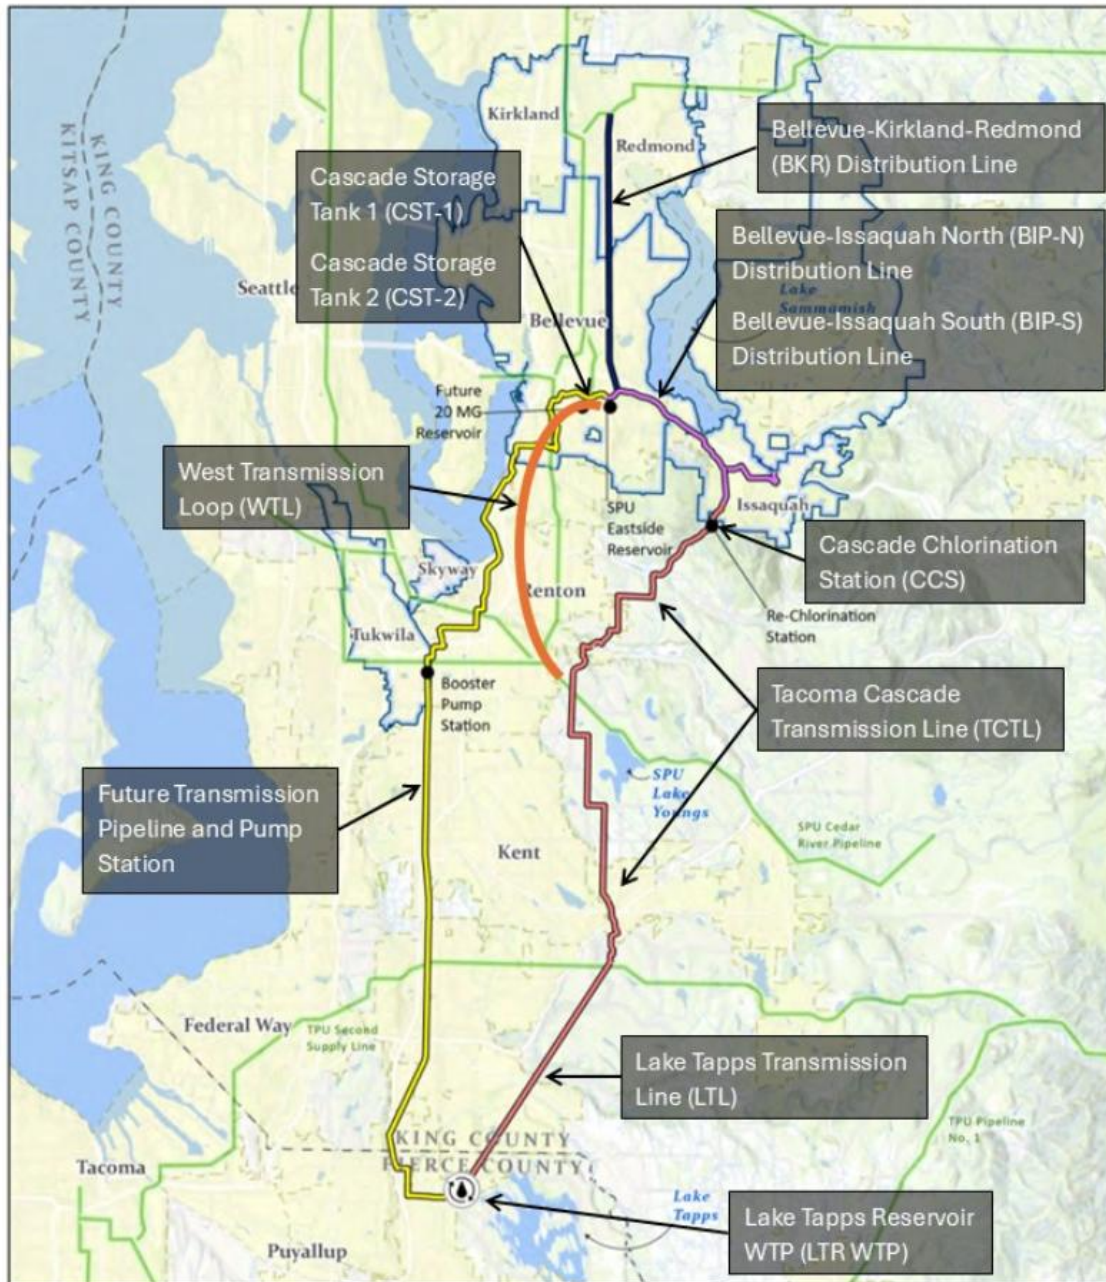 KING COUNTY
KITSAP COUNTY
Kirkland
Redmond
Bellevue-Kirkland-Redmond
(BKR) Distribution Line
Cascade Storage
Tank 1 (CST-1)
Cascade Storage
Tank 2 (CST-2)
Bellevue-Issaquah North (BIP-N)
Distribution Line
Bellevue-Issaquah South (BIP-S)
Distribution Line
Lake
Sammamish
Seattle
Bellevue
Future
20 MG
Reservoir
West Transmission
Loop (WTL)
SPU
Eastside
Reservoir
Issaquah
Cascade Chlorination
Station (CCS)
Skyway
Renton
Re-Chlorination
Station
Tukwila
Booster
Pump
Station
Tacoma Cascade
Transmission Line (TCTL)
SPU
Lake
Youngs
Future Transmission
Pipeline and Pump
Station
SPU Cedar
River Pipeline
Kent
Federal Way
TPU Second
Supply Line
Lake Tapps Transmission
Line (LTL)
TPU Pipeline
No. 1
KING COUNTY
PIERCE COUNTY
Tacoma
Lake
Tapps
Lake Tapps Reservoir
WTP (LTR WTP)
Puyallup